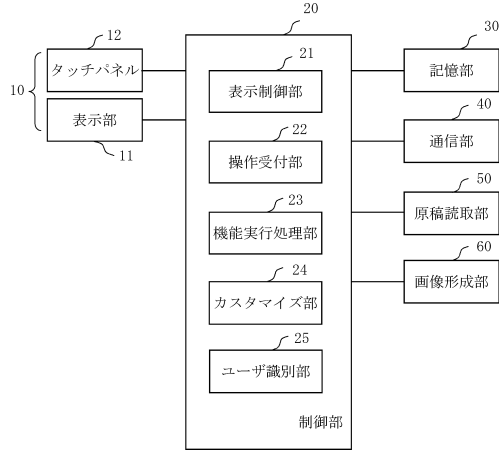 20
12
タッチパネル
10
表示部
11
21
表示制御部
22
操作受付部
23
機能実行処理部
24
カスタマイズ部
25
ユーザ識別部
制御部
30
記憶部
40
通信部
50
原稿読取部
60
画像形成部